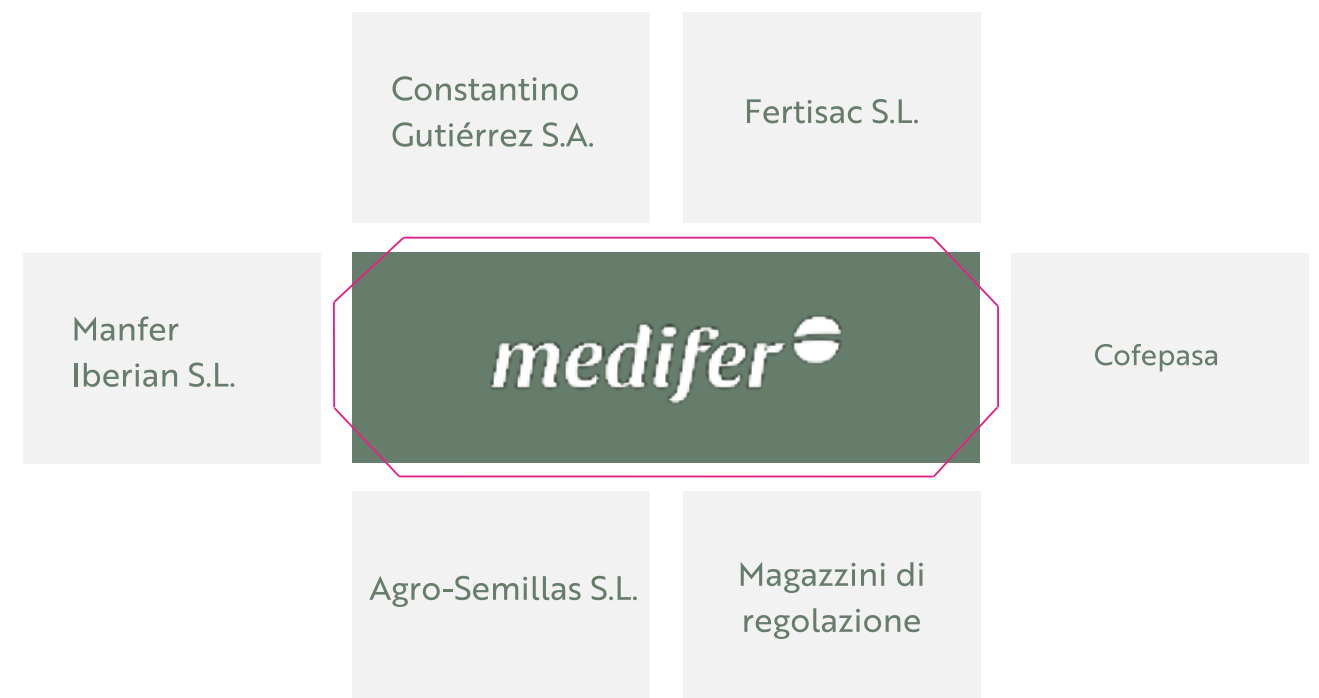 Constantino
Gutiérrez S.A.
Fertisac S.L.
Manfer
Iberian S.L.
medifer
Cofepasa
Agro-Semillas S.L.
Magazzini di
regolazione